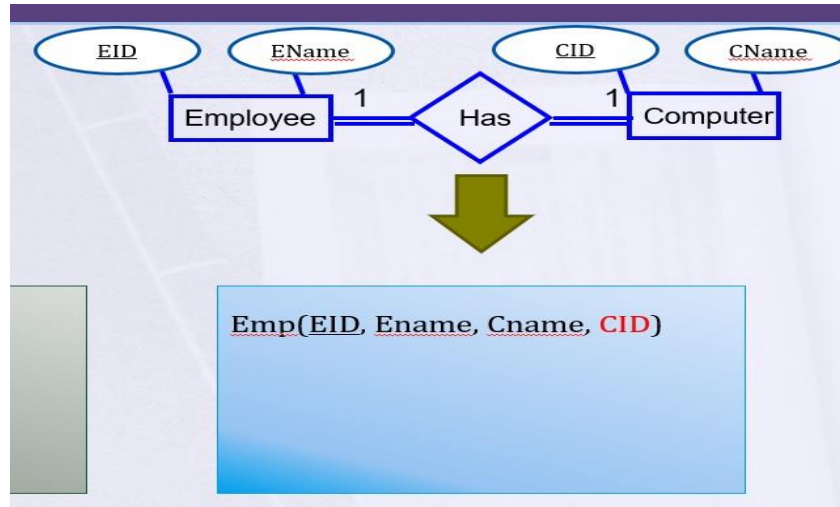 EID EName CID CName
Employee 1 Has 1 Computer
Emp(EID, Ename, Cname, CID)